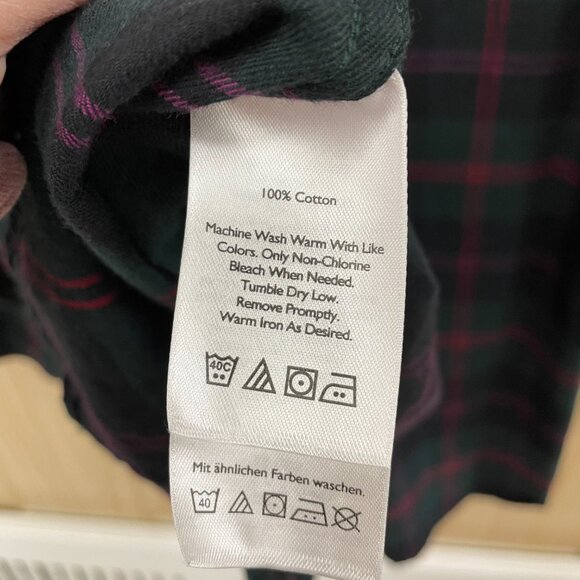 100% Cotton
Machine Wash Warm With Like
Colors. Only Non-Chlorine
Bleach When Needed.
Tumble Dry Low.
Remove Promptly.
Warm Iron As Desired.
40C
Mit ähnlichen Farben waschen.
40